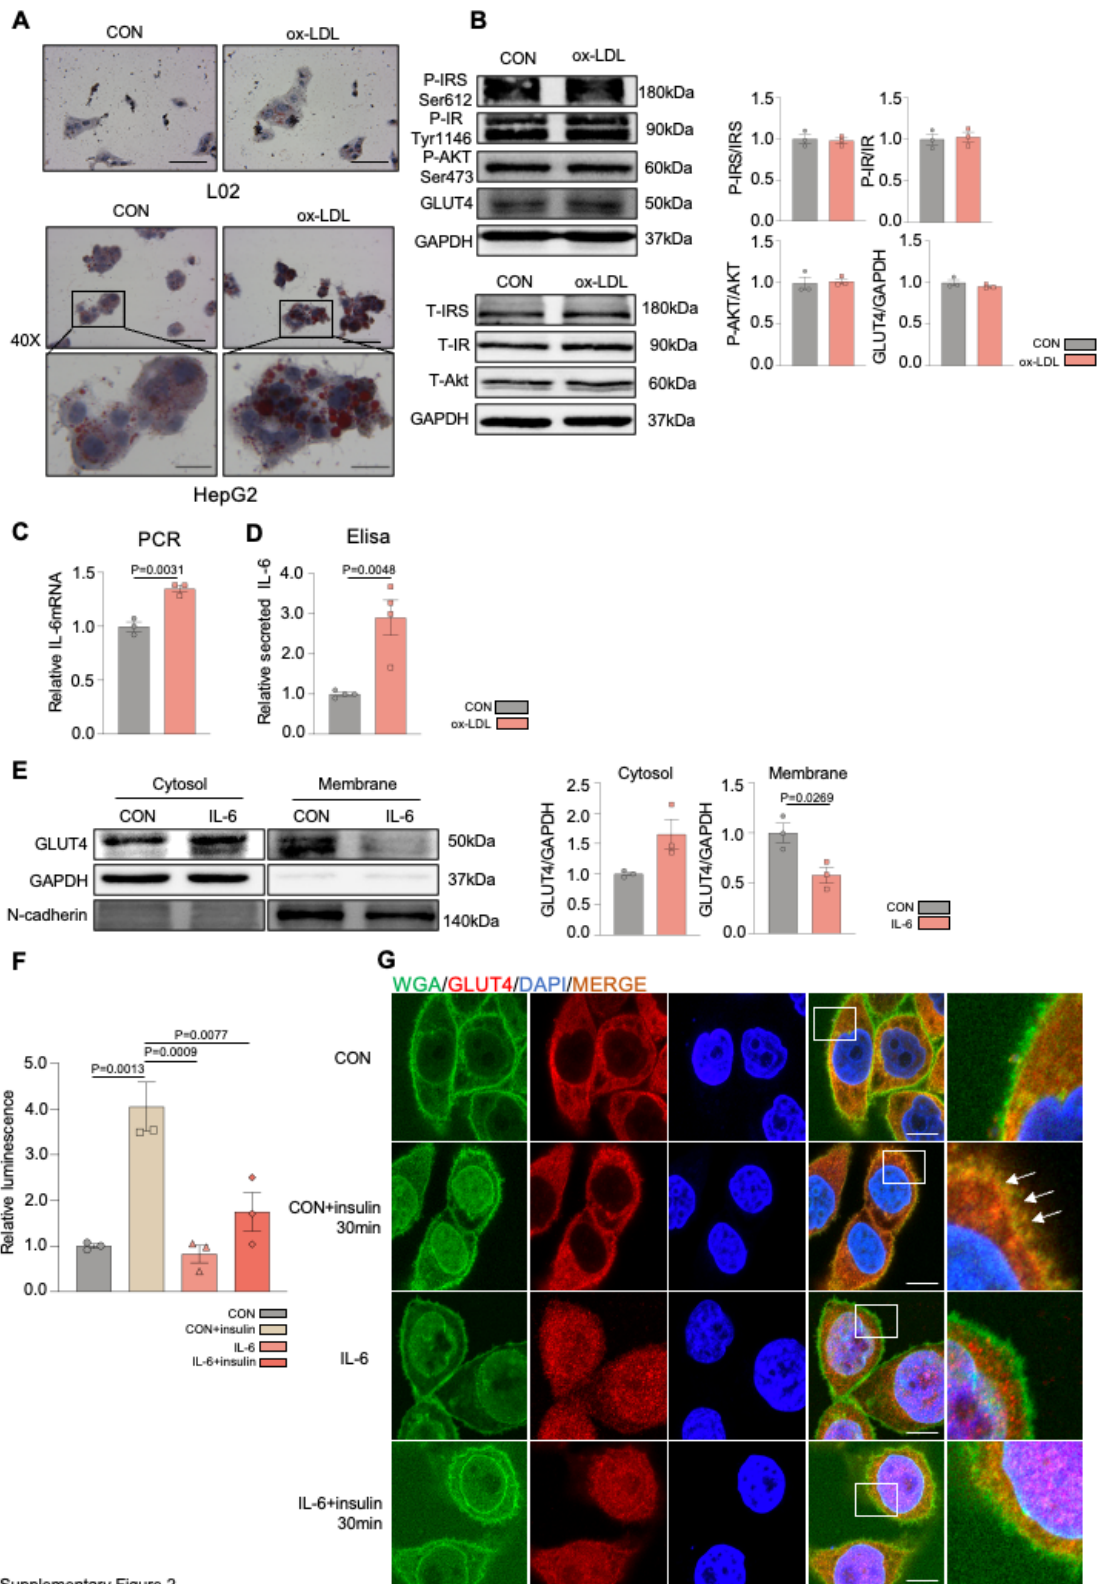 A
CON
ox-LDL
L02
CON
ox-LDL
40X
HepG2
B
CON
ox-LDL
P-IRS
Ser612
180kDa
P-IR
Tyr1146
90kDa
P-AKT
Ser473
60kDa
GLUT4
50kDa
GAPDH
37kDa
CON
ox-LDL
T-IRS
180kDa
T-IR
90kDa
T-Akt
60kDa
GAPDH
37kDa
P-IRS/IRS
1.5
1.0
0.5
0.0
P-IR/IR
1.5
1.0
0.5
0.0
P-AKT/AKT
1.5
1.0
0.5
0.0
GLUT4/GAPDH
1.5
1.0
0.5
0.0
CON
ox-LDL
C
PCR
P=0.0031
Relative IL-6mRNA
1.5
1.0
0.5
0.0
D
Elisa
P=0.0048
Relative secreted IL-6
4.0
3.0
2.0
1.0
0.0
CON
ox-LDL
E
Cytosol
Membrane
CON
IL-6
CON
IL-6
GLUT4
50kDa
GAPDH
37kDa
N-cadherin
140kDa
Cytosol
GLUT4/GAPDH
2.5
2.0
1.5
1.0
0.5
0.0
Membrane
P=0.0269
GLUT4/GAPDH
1.5
1.0
0.5
0.0
CON
IL-6
F
P=0.0077
P=0.0009
P=0.0013
Relative luminescence
5.0
4.0
3.0
2.0
1.0
0.0
CON
CON+insulin
IL-6
IL-6+insulin
G
WGA/GLUT4/DAPI/MERGE
CON
CON+insulin
30min
IL-6
IL-6+insulin
30min
Supplementary Figure 2